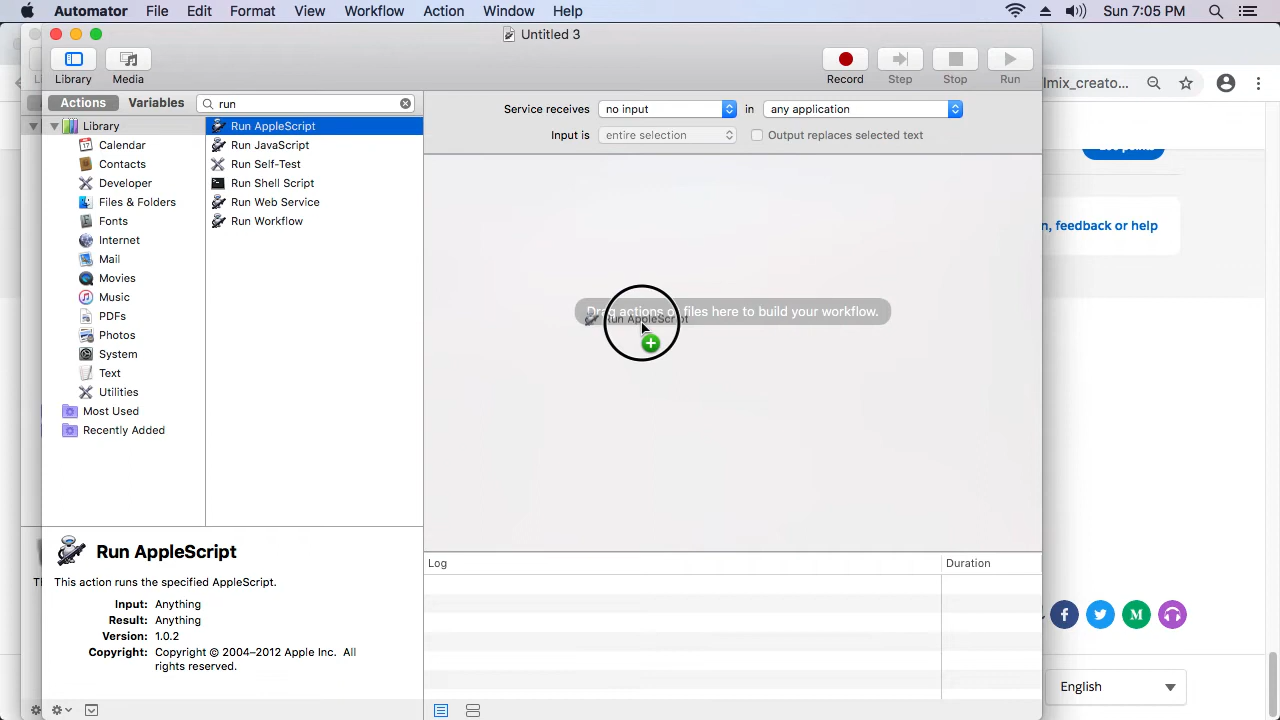 Automator File Edit Format View Workflow Action Window Help Sun 7:05 PM
Untitled 3
Library Media Record Step Stop Run
lmix_creato...
Actions Variables run
Service receives no input in any application
Input is entire selection Output replaces selected text
Library
Calendar
Contacts
Developer
Files & Folders
Fonts
Internet
Mail
Movies
Music
PDFs
Photos
System
Text
Utilities
Most Used
Recently Added
Run AppleScript
Run JavaScript
Run Self-Test
Run Shell Script
Run Web Service
Run Workflow
Drag actions or files here to build your workflow.
Run AppleScript
n, feedback or help
Run AppleScript
This action runs the specified AppleScript.
Input: Anything
Result: Anything
Version: 1.0.2
Copyright: Copyright © 2004–2012 Apple Inc. All
rights reserved.
Log Duration
English